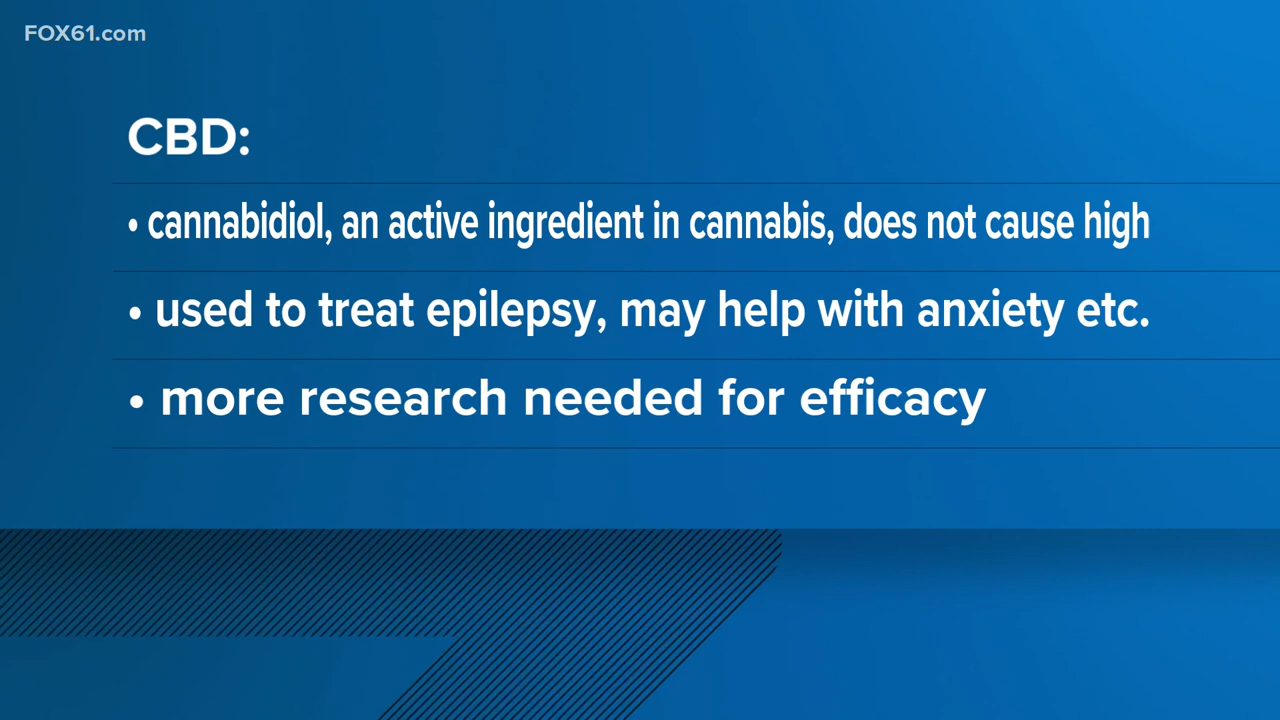 FOX61.com
CBD:
• cannabidiol, an active ingredient in cannabis, does not cause high
• used to treat epilepsy, may help with anxiety etc.
• more research needed for efficacy